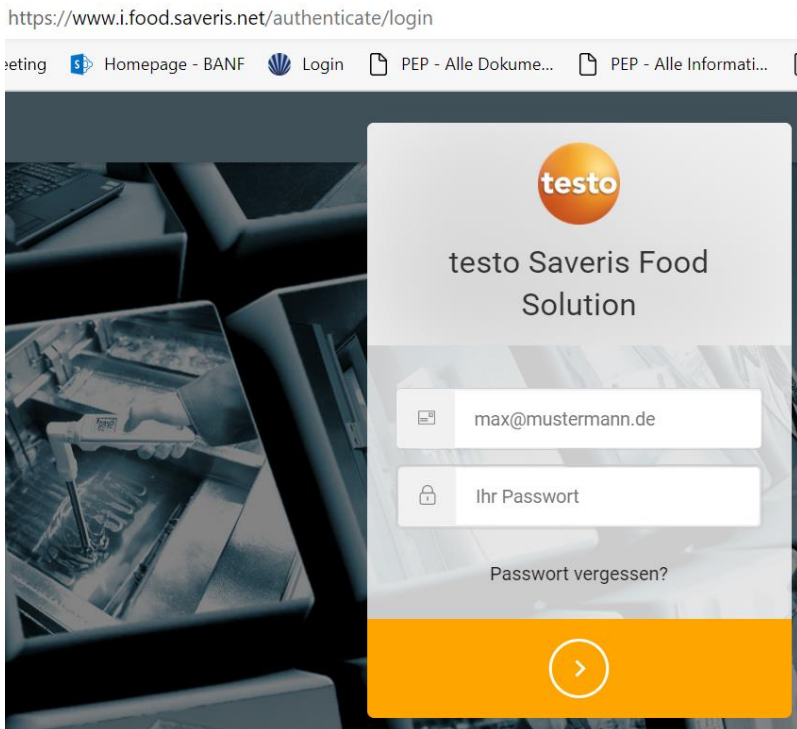 https://www.i.food.saveris.net/authenticate/login
eeting Homepage - BANF Login PEP - Alle Dokume... PEP - Alle Informati...
testo
testo Saveris Food
Solution
max@mustermann.de
Ihr Passwort
Passwort vergessen?